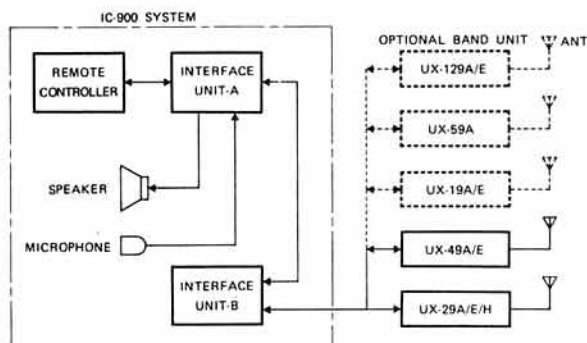 IC-900 SYSTEM
REMOTE
CONTROLLER
INTERFACE
UNIT-A
SPEAKER
MICROPHONE
INTERFACE
UNIT-B
OPTIONAL BAND UNIT
ANT
UX-129A/E
UX-59A
UX-19A/E
UX-49A/E
UX-29A/E/H